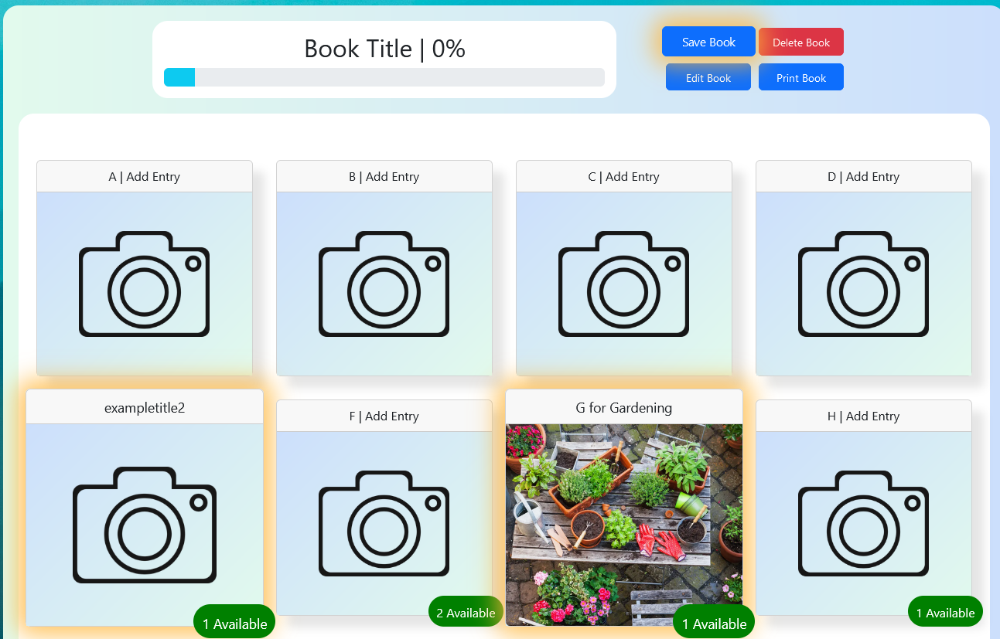 Book Title | 0%
Save Book
Delete Book
Edit Book
Print Book
A | Add Entry
B | Add Entry
C | Add Entry
D | Add Entry
exampletitle2
F | Add Entry
G for Gardening
H | Add Entry
1 Available
2 Available
1 Available
1 Available